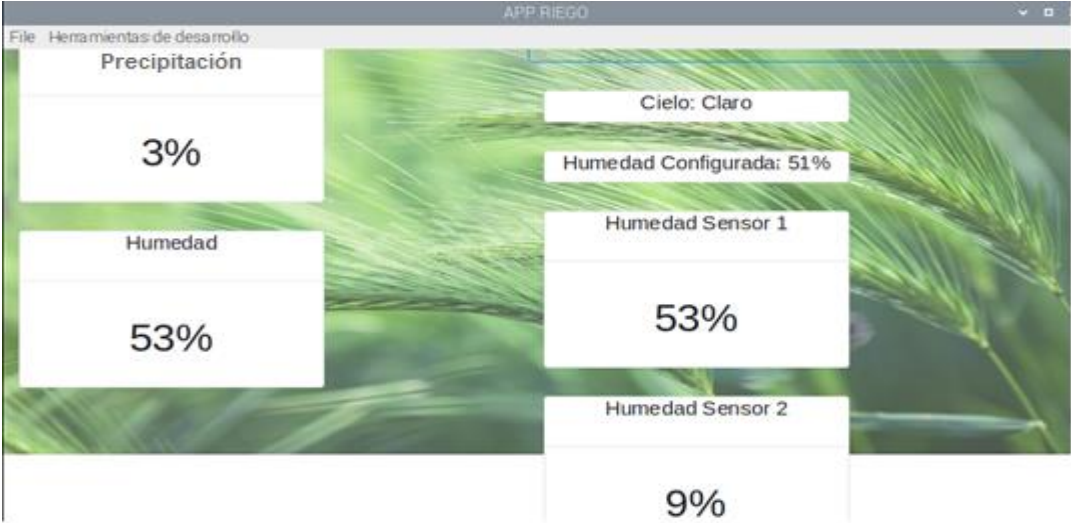 APP RIEGO
File Herramientas de desarrollo
Precipitación
3%
Humedad
53%
Cielo: Claro
Humedad Configurada: 51%
Humedad Sensor 1
53%
Humedad Sensor 2
9%